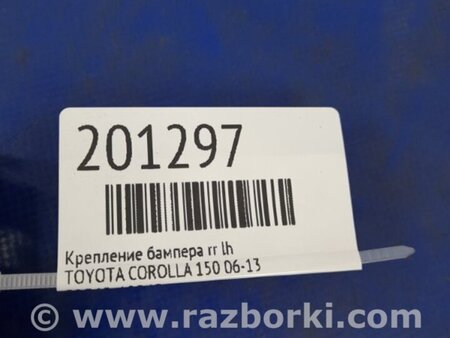 201297
Крепление бампера rr lh
TOYOTA COROLLA 150 06-13
© www.razborki.com